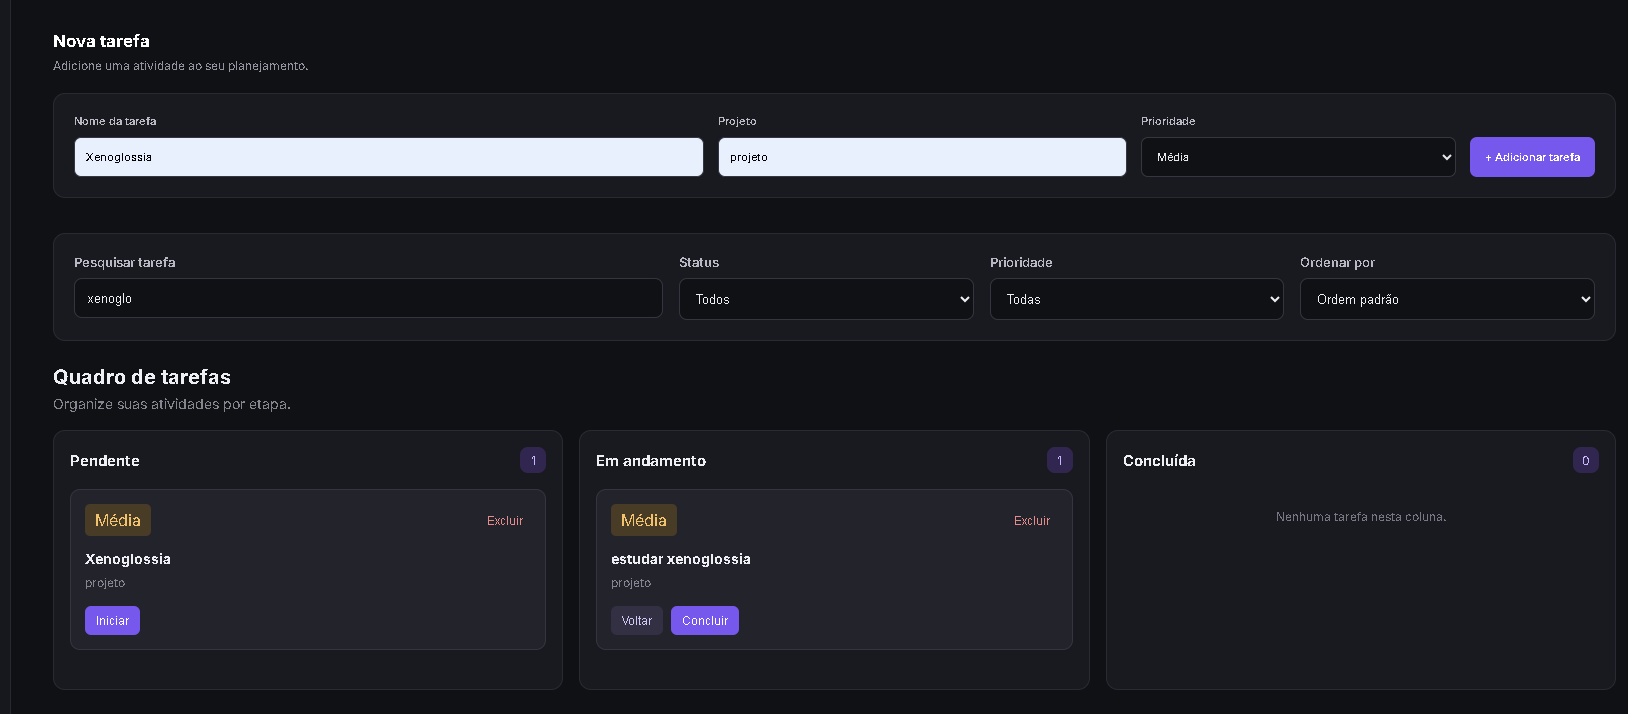 Nova tarefa
Adicione uma atividade ao seu planejamento.
Nome da tarefa Projeto Prioridade
Xenoglossia projeto Média + Adicionar tarefa
Pesquisar tarefa Status Prioridade Ordenar por
xenoglo Todos Todas Ordem padrão
Quadro de tarefas
Organize suas atividades por etapa.
Pendente 1
Média Excluir
Xenoglossia
projeto
Iniciar
Em andamento 1
Média Excluir
estudar xenoglossia
projeto
Voltar Concluir
Concluída 0
Nenhuma tarefa nesta coluna.